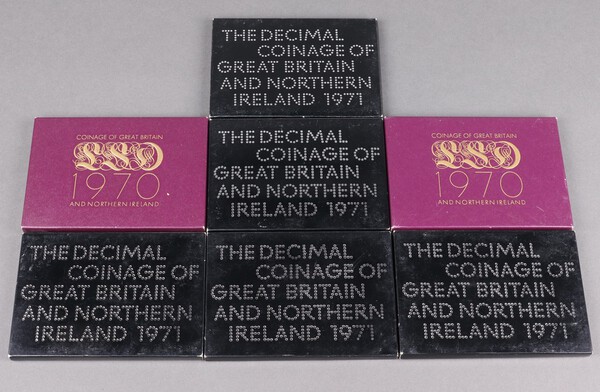 THE DECIMAL
COINAGE OF
GREAT BRITAIN
AND NORTHERN
IRELAND 1971
COINAGE OF GREAT BRITAIN
LSD
1970
AND NORTHERN IRELAND
THE DECIMAL
COINAGE OF
GREAT BRITAIN
AND NORTHERN
IRELAND 1971
COINAGE OF GREAT BRITAIN
LSD
1970
AND NORTHERN IRELAND
THE DECIMAL
COINAGE OF
GREAT BRITAIN
AND NORTHERN
IRELAND 1971
THE DECIMAL
COINAGE OF
GREAT BRITAIN
AND NORTHERN
IRELAND 1971
THE DECIMAL
COINAGE OF
GREAT BRITAIN
AND NORTHERN
IRELAND 1971